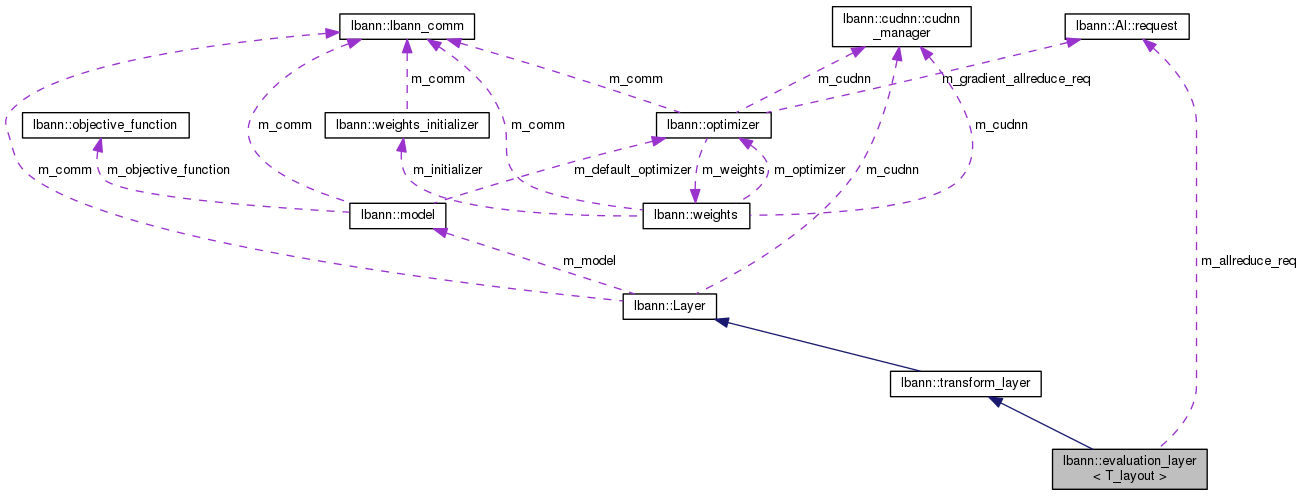 lbann::lbann_comm
lbann::cudnn::cudnn
_manager
lbann::Al::request
m_comm
m_cudnn
m_gradient_allreduce_req
lbann::objective_function
lbann::weights_initializer
lbann::optimizer
m_comm
m_comm
m_cudnn
m_comm
m_objective_function
m_initializer
m_default_optimizer
m_weights
m_optimizer
m_cudnn
lbann::model
lbann::weights
m_model
m_allreduce_req
lbann::Layer
lbann::transform_layer
lbann::evaluation_layer
< T_layout >